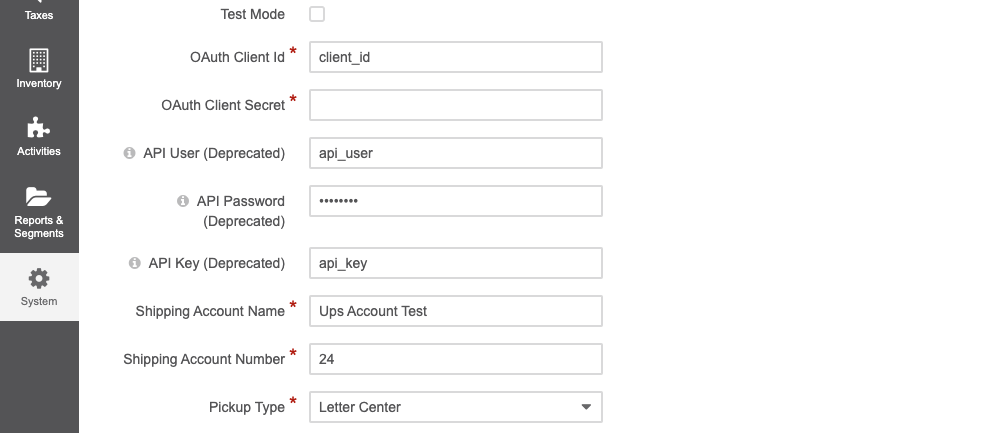 Taxes
Inventory
Activities
Reports &
Segments
System
Test Mode
OAuth Client Id * client_id
OAuth Client Secret *
API User (Deprecated) api_user
API Password ••••••••
(Deprecated)
API Key (Deprecated) api_key
Shipping Account Name * Ups Account Test
Shipping Account Number * 24
Pickup Type * Letter Center